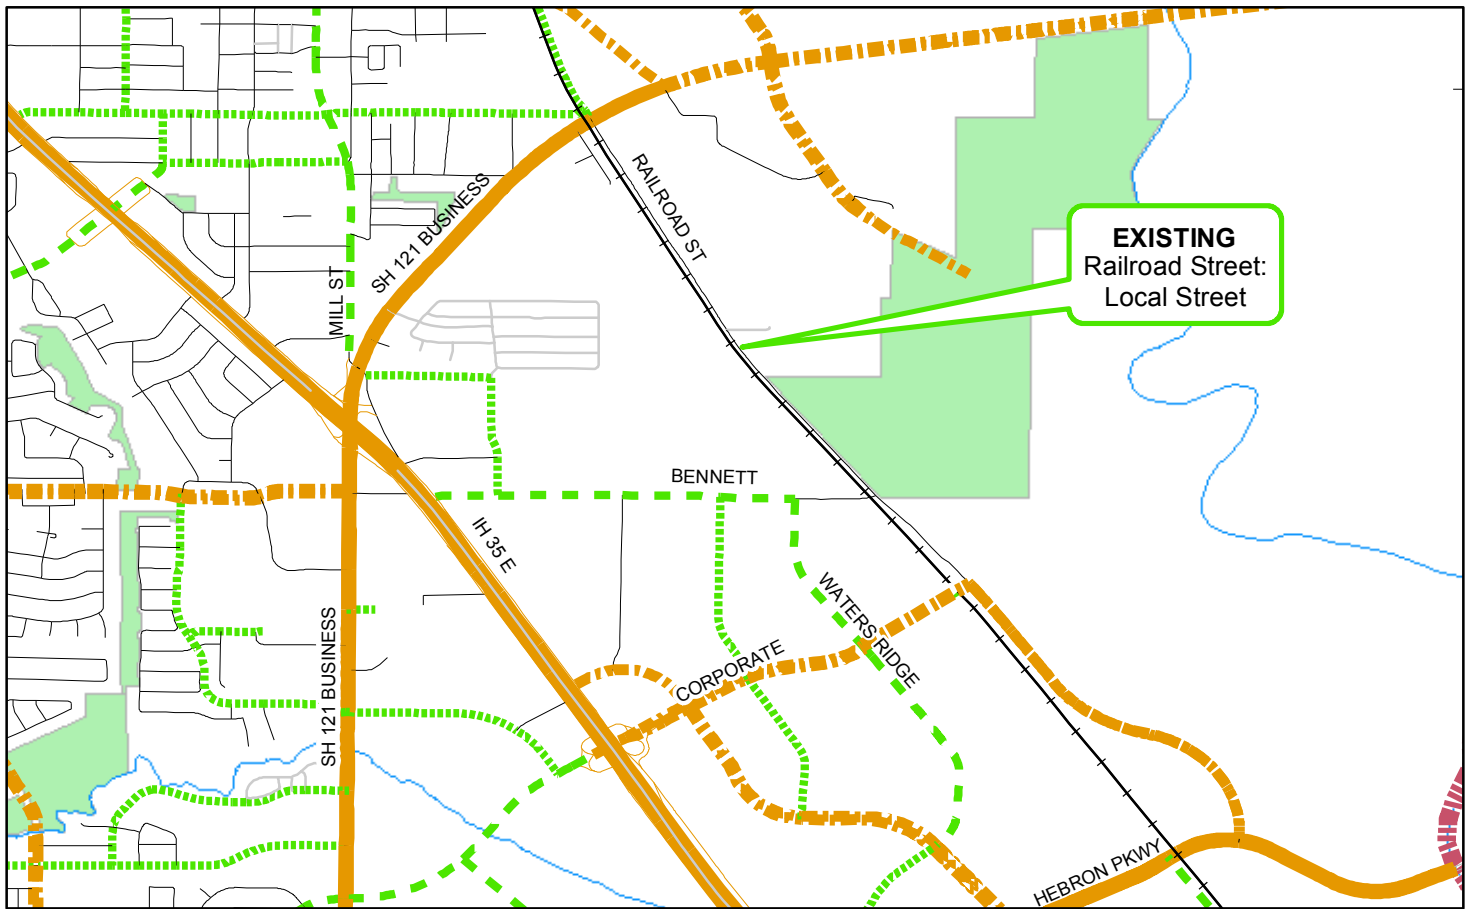 RAILROAD ST
SH 121 BUSINESS
EXISTING
Railroad Street:
Local Street
MILL ST
BENNETT
IH 35 E
WATERS RIDGE
SH 121 BUSINESS
CORPORATE
HEBRON PKWY